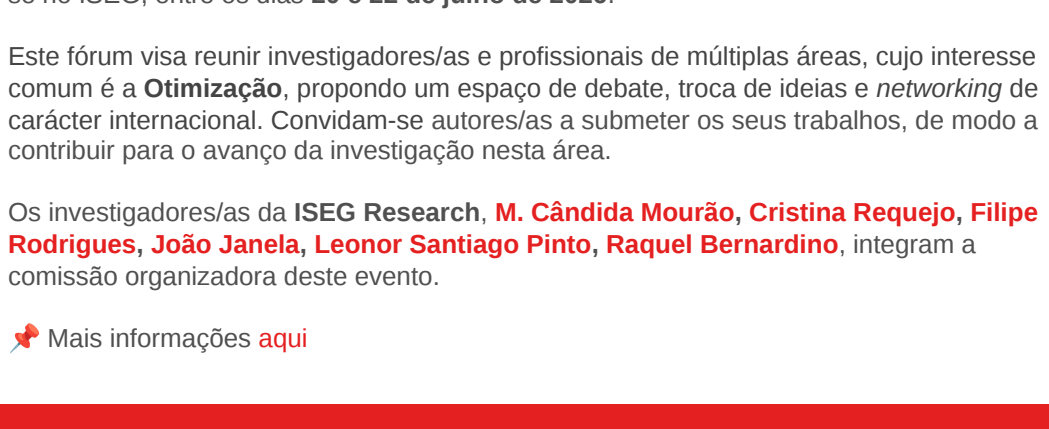 Este fórum visa reunir investigadores/as e profissionais de múltiplas áreas, cujo interesse
comum é a Otimização, propondo um espaço de debate, troca de ideias e networking de
carácter internacional. Convidam-se autores/as a submeter os seus trabalhos, de modo a
contribuir para o avanço da investigação nesta área.
Os investigadores/as da ISEG Research, M. Cândida Mourão, Cristina Requejo, Filipe
Rodrigues, João Janela, Leonor Santiago Pinto, Raquel Bernardino, integram a
comissão organizadora deste evento.
📌 Mais informações aqui